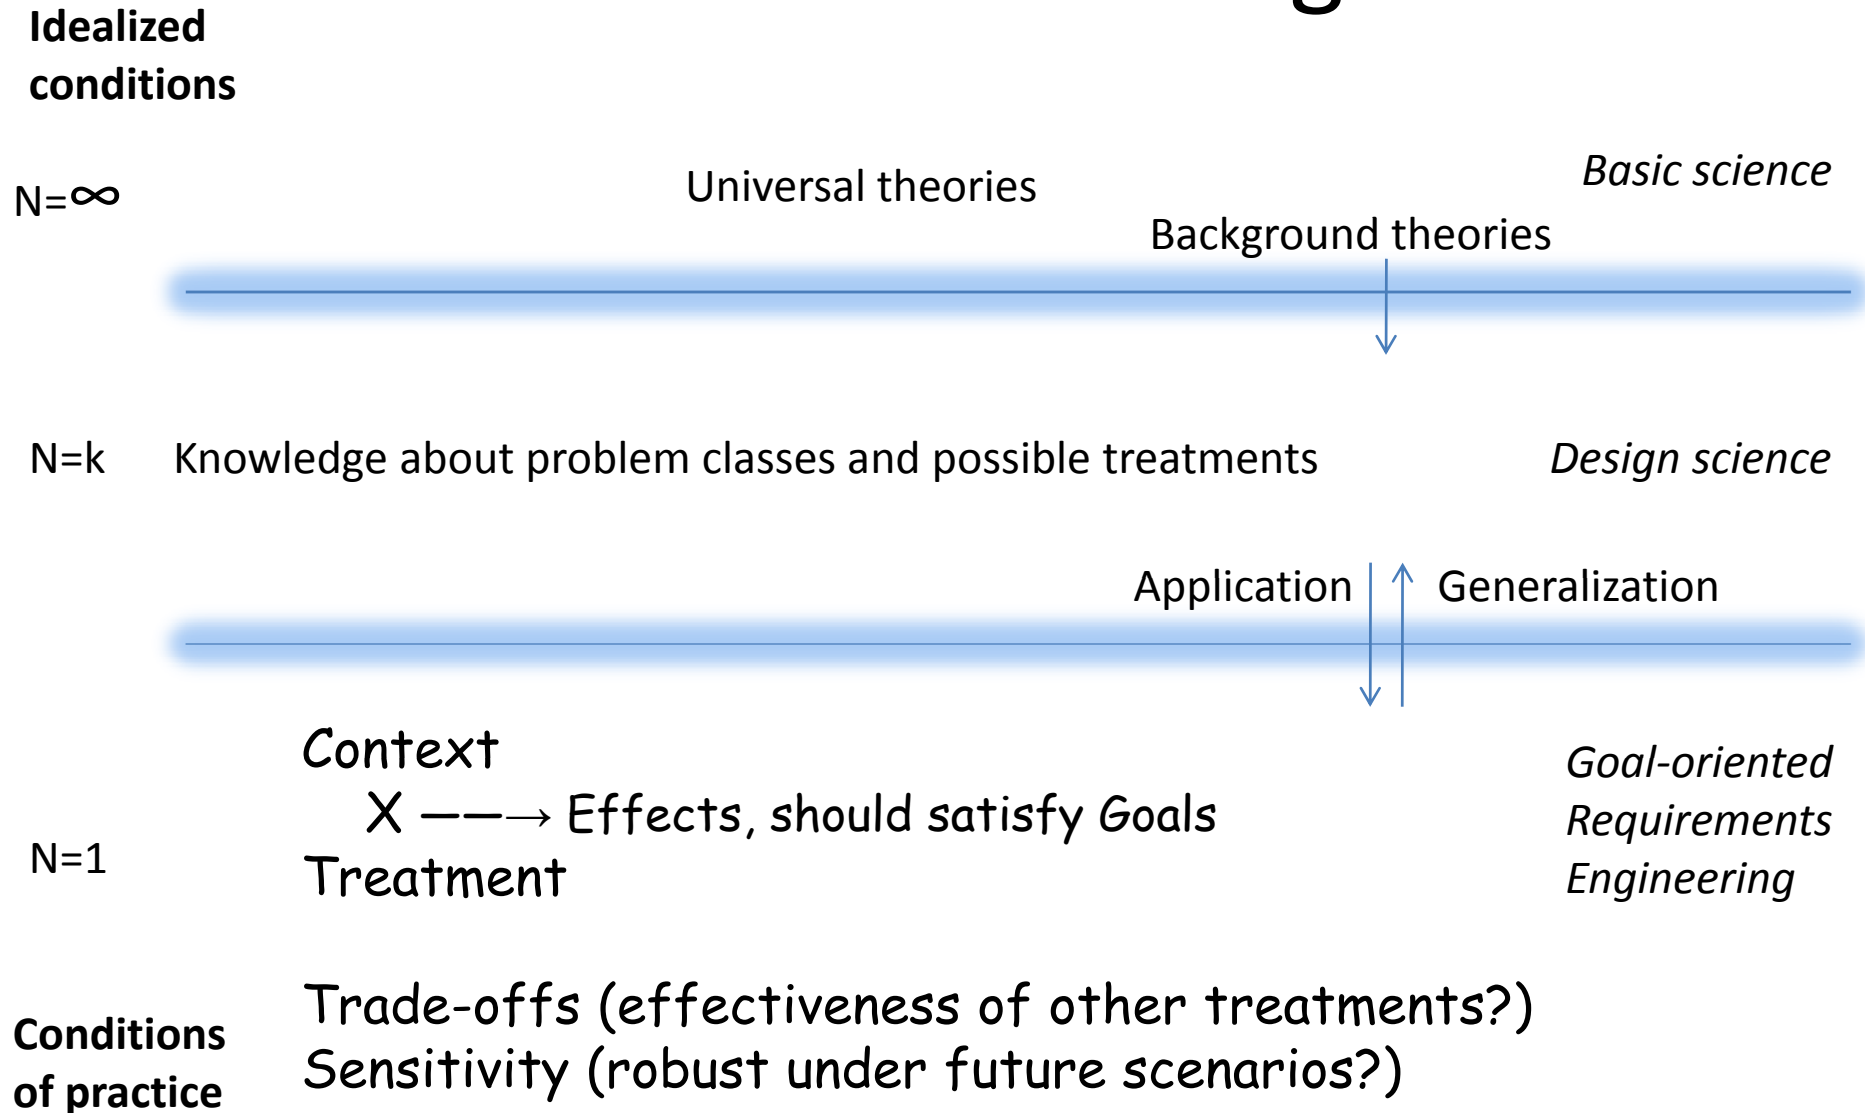 Idealized
conditions
N=∞
Universal theories
Basic science
Background theories
N=k
Knowledge about problem classes and possible treatments
Design science
Application
Generalization
Context
X ——→ Effects, should satisfy Goals
Treatment
N=1
Goal-oriented
Requirements
Engineering
Trade-offs (effectiveness of other treatments?)
Sensitivity (robust under future scenarios?)
Conditions
of practice